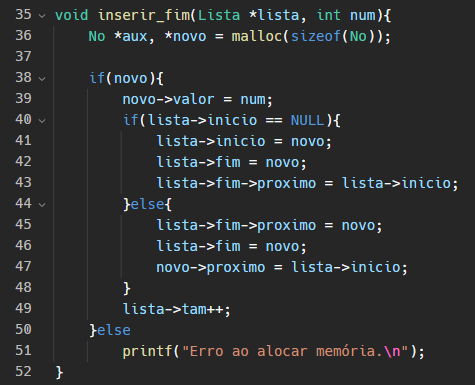 35 void inserir_fim(Lista *lista, int num){
36     No *aux, *novo = malloc(sizeof(No));
37
38     if(novo){
39         novo->valor = num;
40         if(lista->inicio == NULL){
41             lista->inicio = novo;
42             lista->fim = novo;
43             lista->fim->proximo = lista->inicio;
44         }else{
45             lista->fim->proximo = novo;
46             lista->fim = novo;
47             novo->proximo = lista->inicio;
48         }
49         lista->tam++;
50     }else
51         printf("Erro ao alocar memória.\n");
52 }